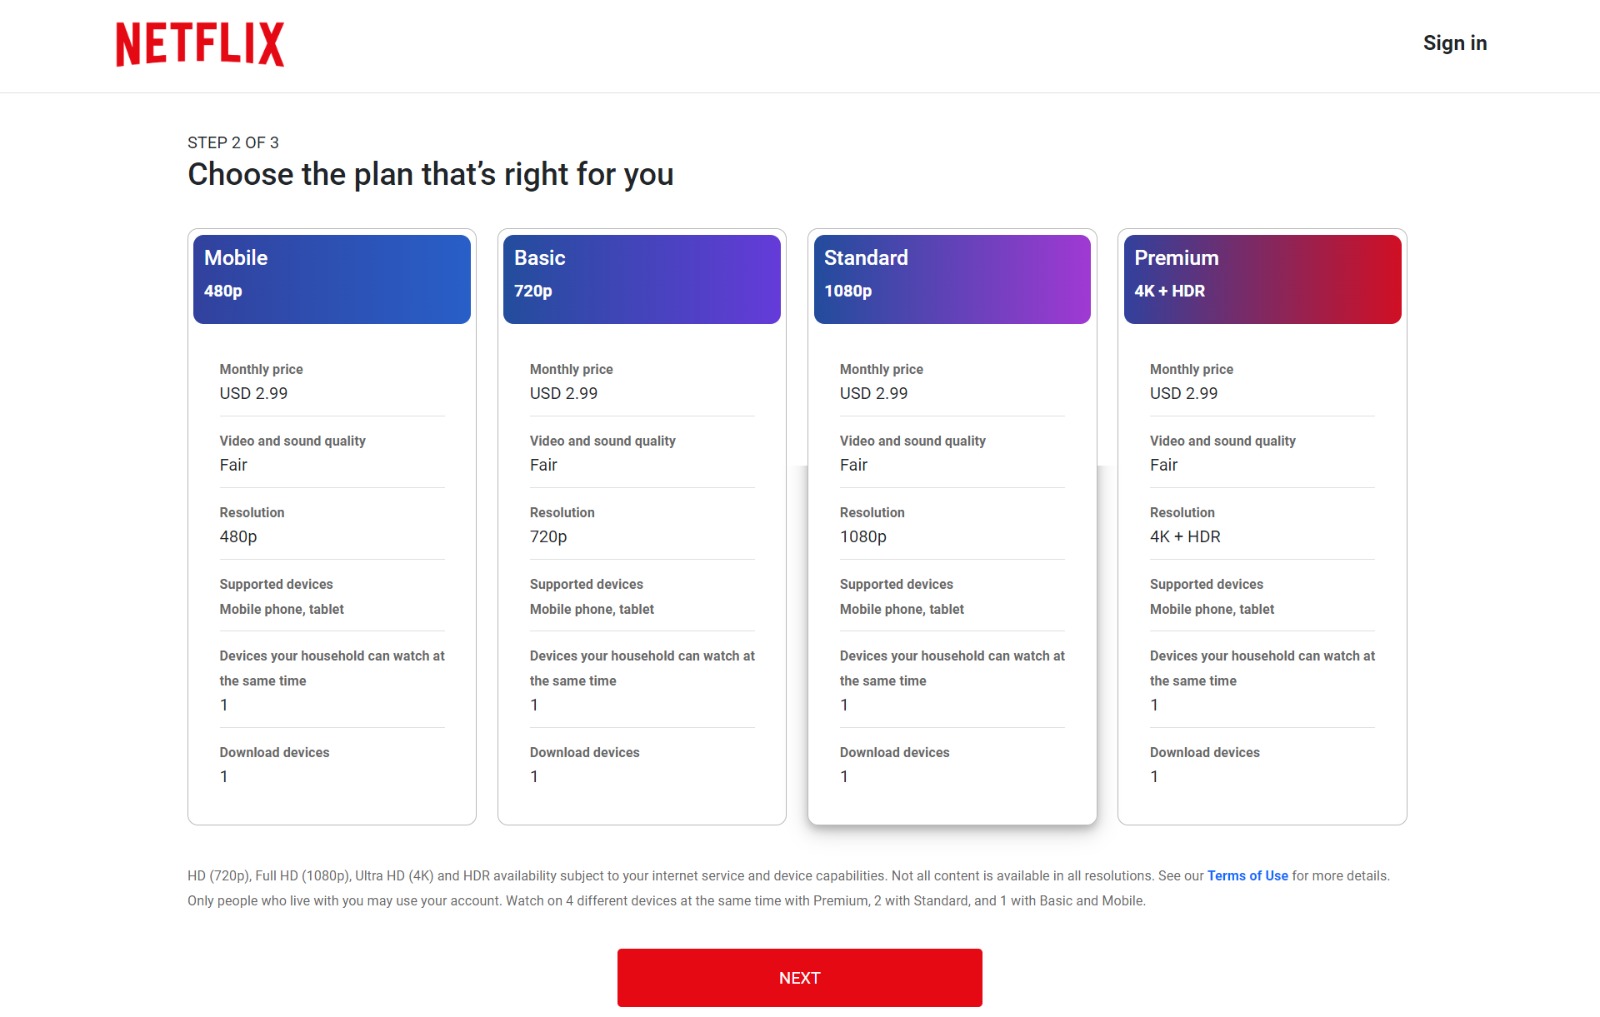 NETFLIX
Sign in
STEP 2 OF 3
Choose the plan that’s right for you
Mobile
480p
Monthly price
USD 2.99
Video and sound quality
Fair
Resolution
480p
Supported devices
Mobile phone, tablet
Devices your household can watch at
the same time
1
Download devices
1
Basic
720p
Monthly price
USD 2.99
Video and sound quality
Fair
Resolution
720p
Supported devices
Mobile phone, tablet
Devices your household can watch at
the same time
1
Download devices
1
Standard
1080p
Monthly price
USD 2.99
Video and sound quality
Fair
Resolution
1080p
Supported devices
Mobile phone, tablet
Devices your household can watch at
the same time
1
Download devices
1
Premium
4K + HDR
Monthly price
USD 2.99
Video and sound quality
Fair
Resolution
4K + HDR
Supported devices
Mobile phone, tablet
Devices your household can watch at
the same time
1
Download devices
1
HD (720p), Full HD (1080p), Ultra HD (4K) and HDR availability subject to your internet service and device capabilities. Not all content is available in all resolutions. See our Terms of Use for more details.
Only people who live with you may use your account. Watch on 4 different devices at the same time with Premium, 2 with Standard, and 1 with Basic and Mobile.
NEXT